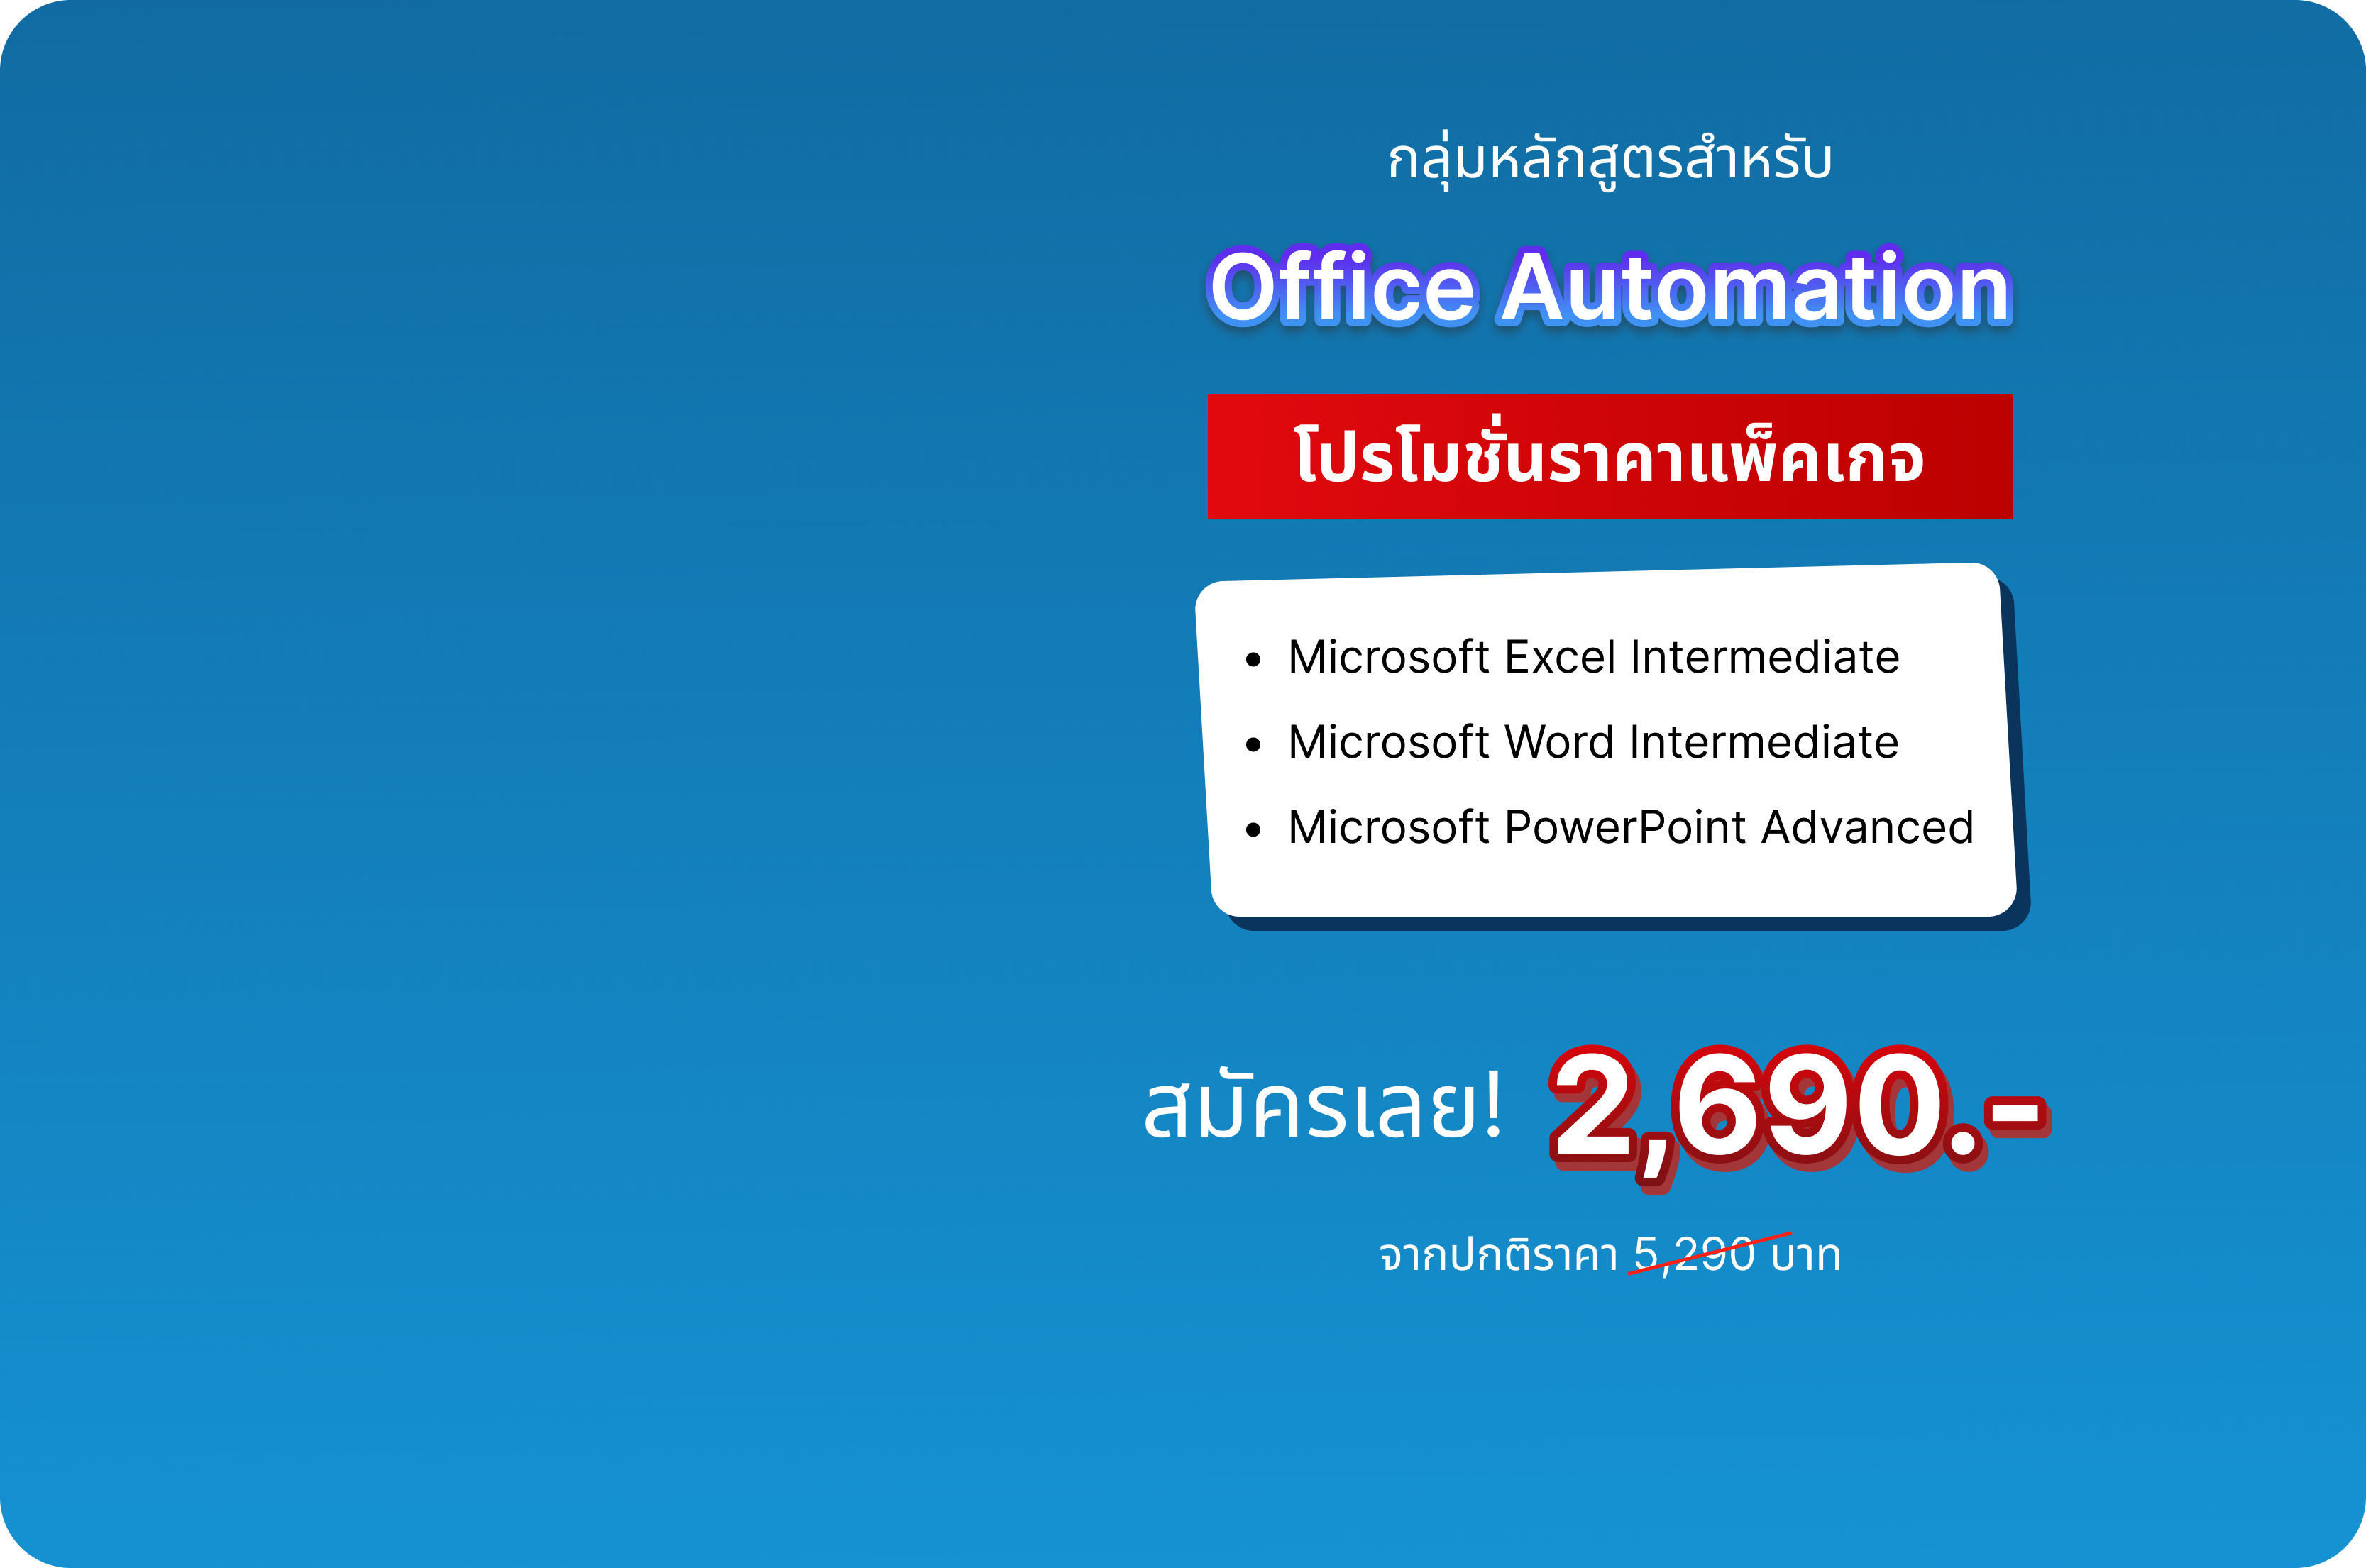 กลุ่มหลักสูตรสำหรับ
Office Automation
โปรโมชั่นราคาแพ็คเกจ
• Microsoft Excel Intermediate
• Microsoft Word Intermediate
• Microsoft PowerPoint Advanced
สมัครเลย! 2,690.-
จากปกติราคา 5,290 บาท